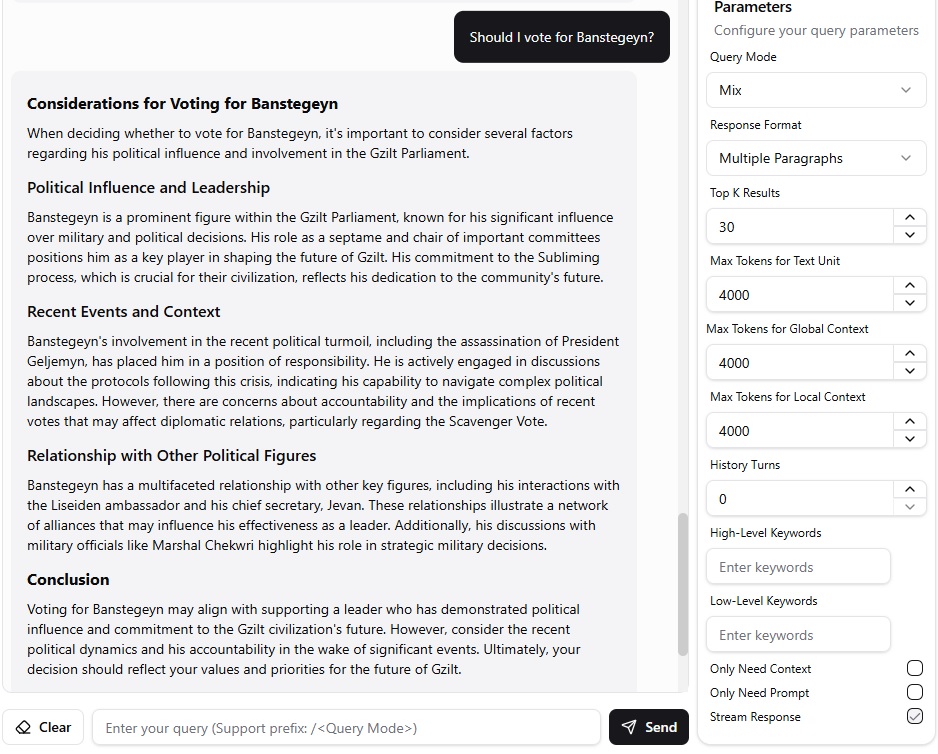 Should I vote for Banstegeyn?
Considerations for Voting for Banstegeyn
When deciding whether to vote for Banstegeyn, it's important to consider several factors
regarding his political influence and involvement in the Gzilt Parliament.
Political Influence and Leadership
Banstegeyn is a prominent figure within the Gzilt Parliament, known for his significant influence
over military and political decisions. His role as a septame and chair of important committees
positions him as a key player in shaping the future of Gzilt. His commitment to the Subliming
process, which is crucial for their civilization, reflects his dedication to the community's future.
Recent Events and Context
Banstegeyn's involvement in the recent political turmoil, including the assassination of President
Geljemyn, has placed him in a position of responsibility. He is actively engaged in discussions
about the protocols following this crisis, indicating his capability to navigate complex political
landscapes. However, there are concerns about accountability and the implications of recent
votes that may affect diplomatic relations, particularly regarding the Scavenger Vote.
Relationship with Other Political Figures
Banstegeyn has a multifaceted relationship with other key figures, including his interactions with
the Liseiden ambassador and his chief secretary, Jevan. These relationships illustrate a network
of alliances that may influence his effectiveness as a leader. Additionally, his discussions with
military officials like Marshal Chekwri highlight his role in strategic military decisions.
Conclusion
Voting for Banstegeyn may align with supporting a leader who has demonstrated political
influence and commitment to the Gzilt civilization's future. However, consider the recent
political dynamics and his accountability in the wake of significant events. Ultimately, your
decision should reflect your values and priorities for the future of Gzilt.
Clear
Enter your query (Support prefix: /<Query Mode>)
Send
Parameters
Configure your query parameters
Query Mode
Mix
Response Format
Multiple Paragraphs
Top K Results
30
Max Tokens for Text Unit
4000
Max Tokens for Global Context
4000
Max Tokens for Local Context
4000
History Turns
0
High-Level Keywords
Enter keywords
Low-Level Keywords
Enter keywords
Only Need Context
Only Need Prompt
Stream Response